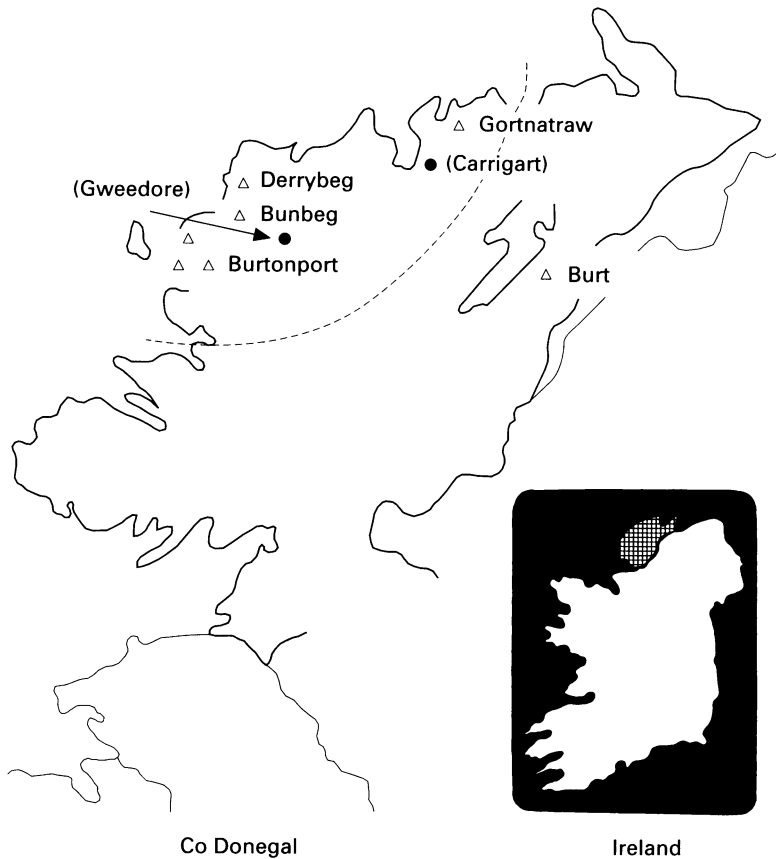 Gortnatraw
(Carrigart)
Derrybeg
(Gweedore)
Bunbeg
Burtonport
Burt
Co Donegal
Ireland